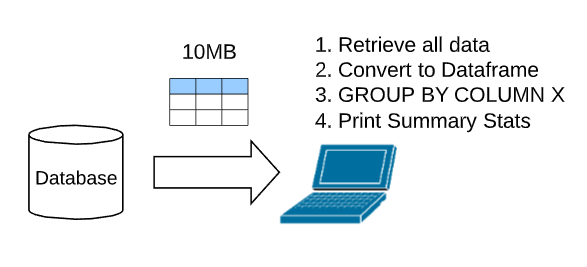 10MB
1. Retrieve all data
2. Convert to Dataframe
3. GROUP BY COLUMN X
4. Print Summary Stats
Database